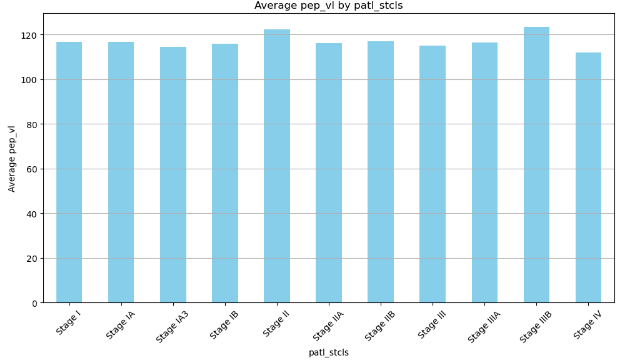 Average pep_vl by patl_stcls
Average pep_vl
120
100
80
60
40
20
0
Stage I
Stage IA
Stage IA3
Stage IB
Stage II
Stage IIA
Stage IIB
Stage III
Stage IIIA
Stage IIIB
Stage IV
patl_stcls